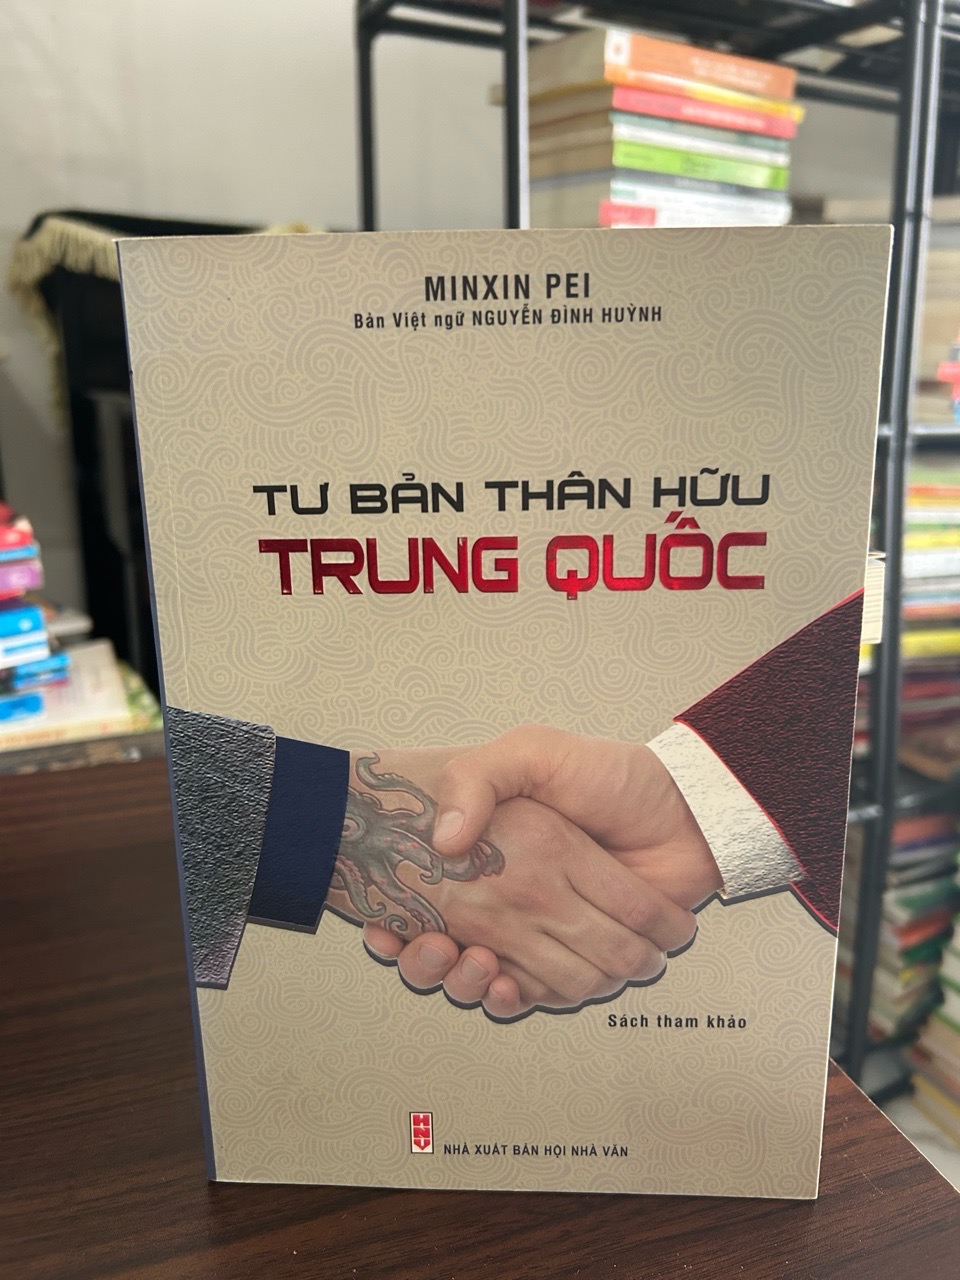 MINXIN PEI
Bản Việt ngữ NGUYỄN ĐÌNH HUỲNH
TƯ BẢN THÂN HỮU
TRUNG QUỐC
Sách tham khảo
HNV
NHÀ XUẤT BẢN HỘI NHÀ VĂN